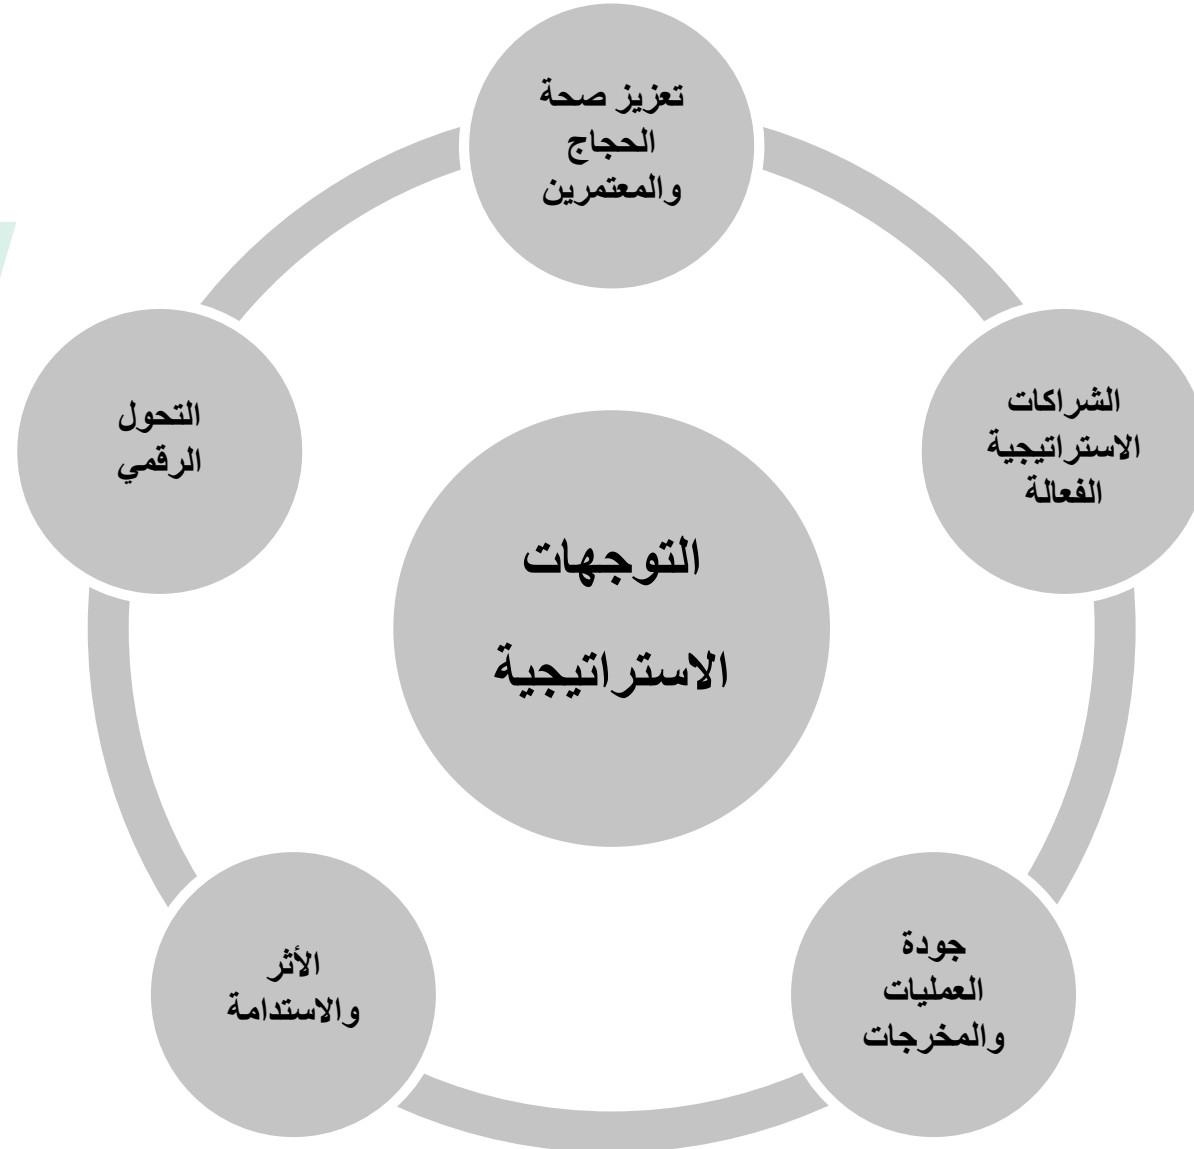 تعزيز صحة
الحجاج
والمعتمرين
الشراكات
الاستراتيجية
الفعالة
التحول
الرقمي
التوجهات
الاستراتيجية
جودة
العمليات
والمخرجات
الأثر
والاستدامة